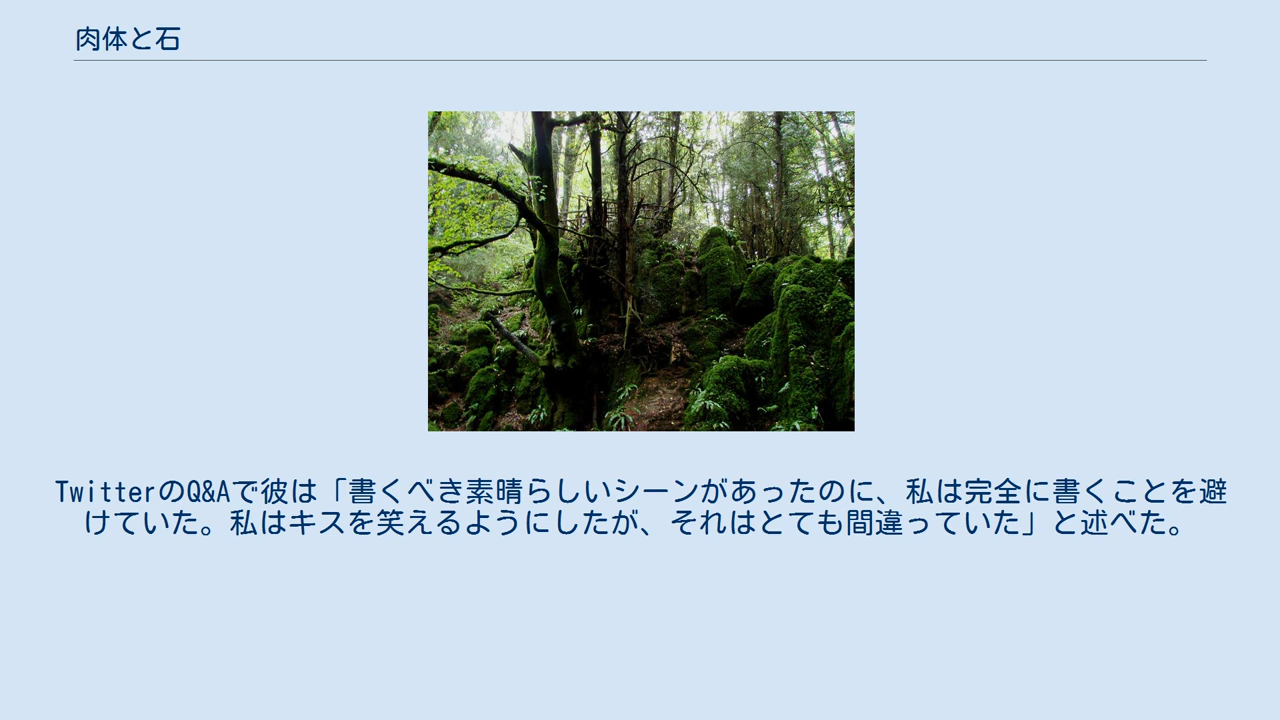 肉体と石
TwitterのQ&Aで彼は「書くべき素晴らしいシーンがあったのに、私は完全に書くことを避
けていた。私はキスを笑えるようにしたが、それはとても間違っていた」と述べた。